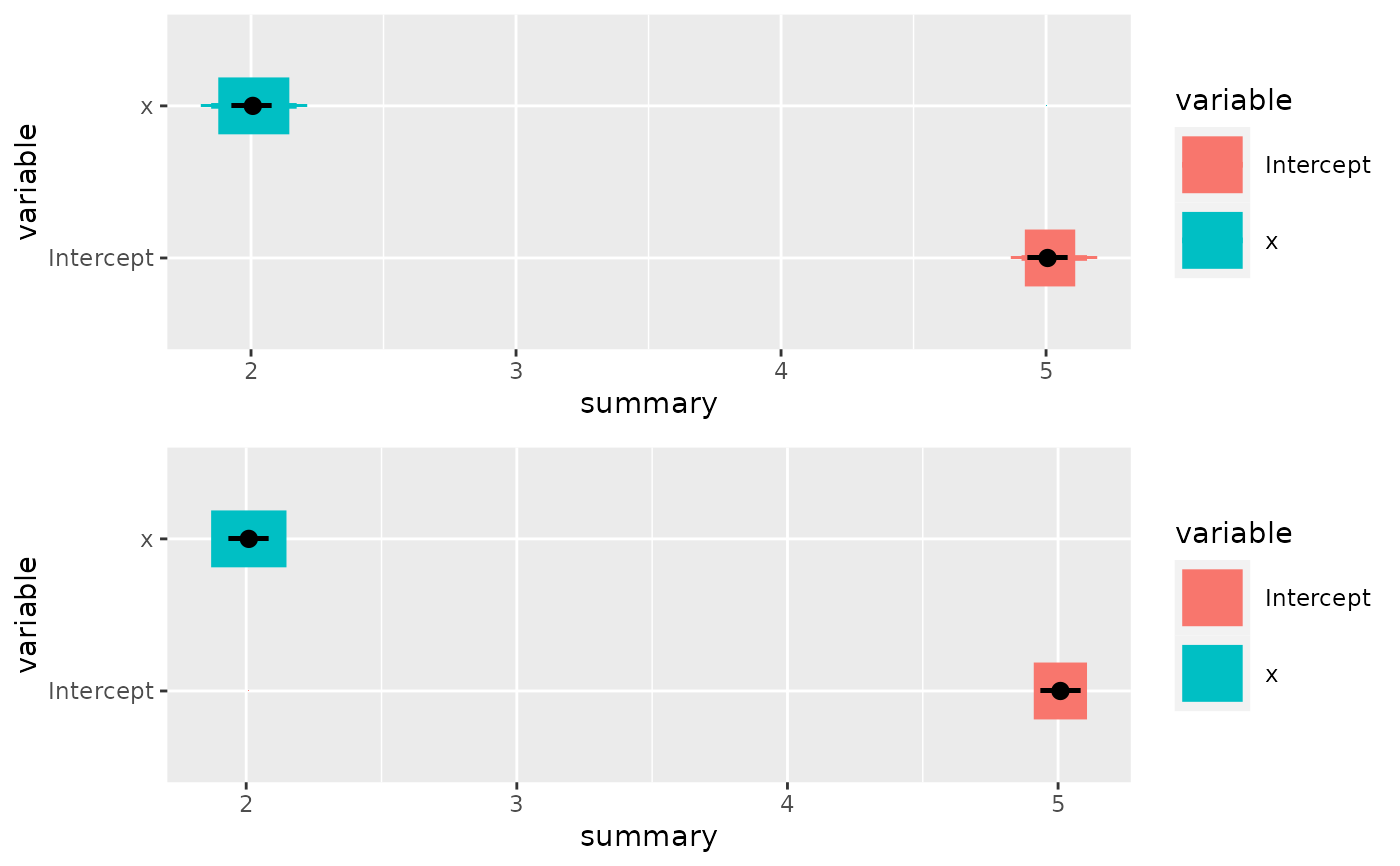 variable
x
Intercept
2 3 4 5
summary
variable
Intercept
x
variable
x
Intercept
2 3 4 5
summary
variable
Intercept
x